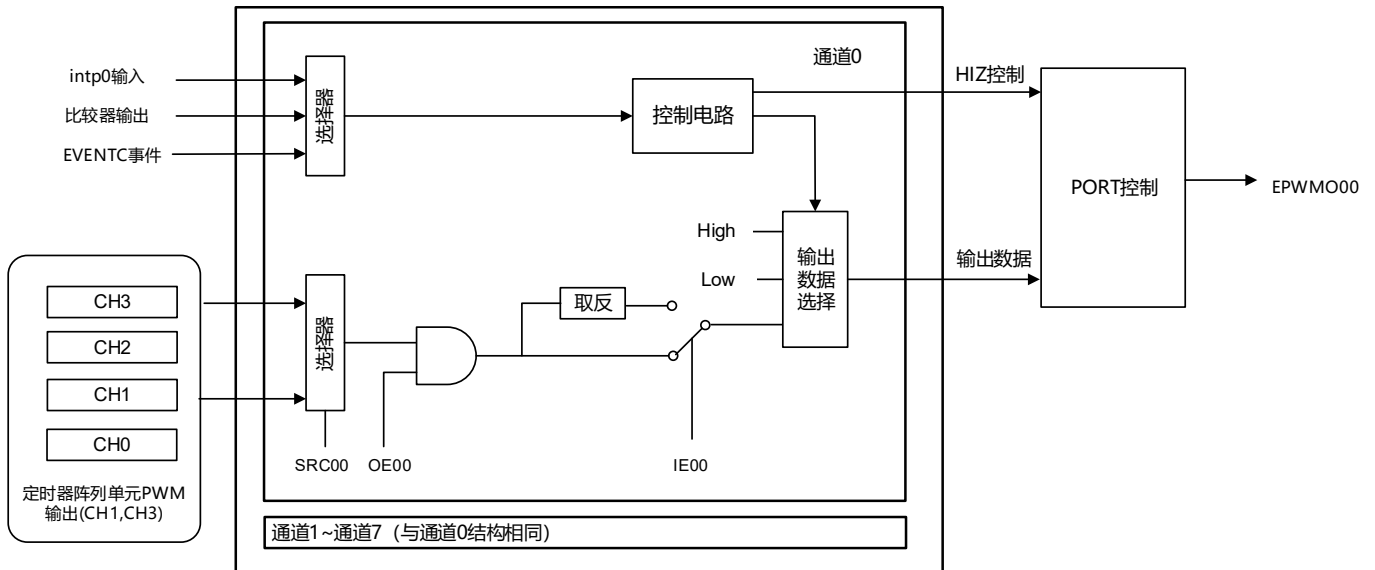 通道0
intp0输入
比较器输出
EVENTC事件
选择器
控制电路
HIZ控制
PORT控制
EPWMO00
High
Low
输出
数据
选择
输出数据
CH3
CH2
CH1
CH0
定时器阵列单元PWM
输出(CH1,CH3)
选择器
取反
SRC00
OE00
IE00
通道1~通道7（与通道0结构相同）